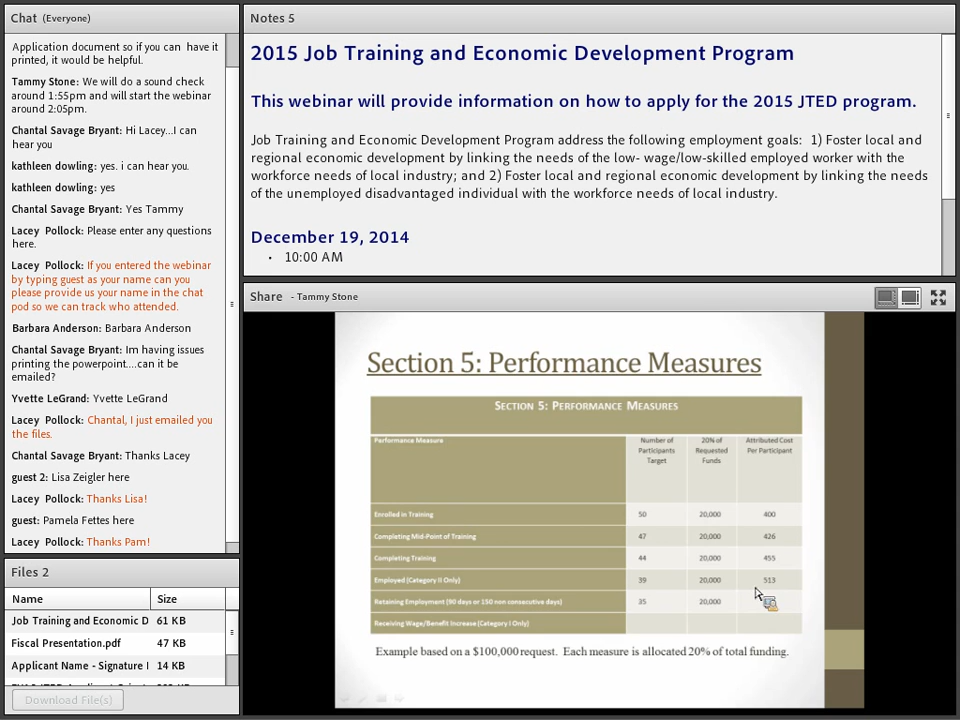 Chat (Everyone)
Application document so if you can have it
printed, it would be helpful.
Tammy Stone: We will do a sound check
around 1:55pm and will start the webinar
around 2:05pm.
Chantal Savage Bryant: Hi Lacey...I can
hear you
kathleen dowling: yes. i can hear you.
kathleen dowling: yes
Chantal Savage Bryant: Yes Tammy
Lacey Pollock: Please enter any questions
here.
Lacey Pollock: If you entered the webinar
by typing guest as your name can you
please provide us your name in the chat
pod so we can track who attended.
Barbara Anderson: Barbara Anderson
Chantal Savage Bryant: Im having issues
printing the powerpoint....can it be
emailed?
Yvette LeGrand: Yvette LeGrand
Lacey Pollock: Chantal, I just emailed you
the files.
Chantal Savage Bryant: Thanks Lacey
guest 2: Lisa Zeigler here
Lacey Pollock: Thanks Lisa!
guest: Pamela Fettes here
Lacey Pollock: Thanks Pam!
Files 2
Name Size
Job Training and Economic D 61 KB
Fiscal Presentation.pdf 47 KB
Applicant Name - Signature 14 KB
Download File(s)
Notes 5
2015 Job Training and Economic Development Program
This webinar will provide information on how to apply for the 2015 JTED program.
Job Training and Economic Development Program address the following employment goals: 1) Foster local and
regional economic development by linking the needs of the low- wage/low-skilled employed worker with the
workforce needs of local industry; and 2) Foster local and regional economic development by linking the needs
of the unemployed disadvantaged individual with the workforce needs of local industry.
December 19, 2014
• 10:00 AM
Share - Tammy Stone
Section 5: Performance Measures
SECTION 5: PERFORMANCE MEASURES
Performance Measure Number of Participants Target 20% of Requested Funds Attributed Cost Per Participant
Enrolled in Training 50 20,000 400
Completing Mid-Point of Training 47 20,000 426
Completing Training 44 20,000 455
Employed (Category II Only) 39 20,000 513
Retaining Employment (90 days or 150 non consecutive days) 35 20,000
Receiving Wage/Benefit Increase (Category I Only)
Example based on a $100,000 request. Each measure is allocated 20% of total funding.